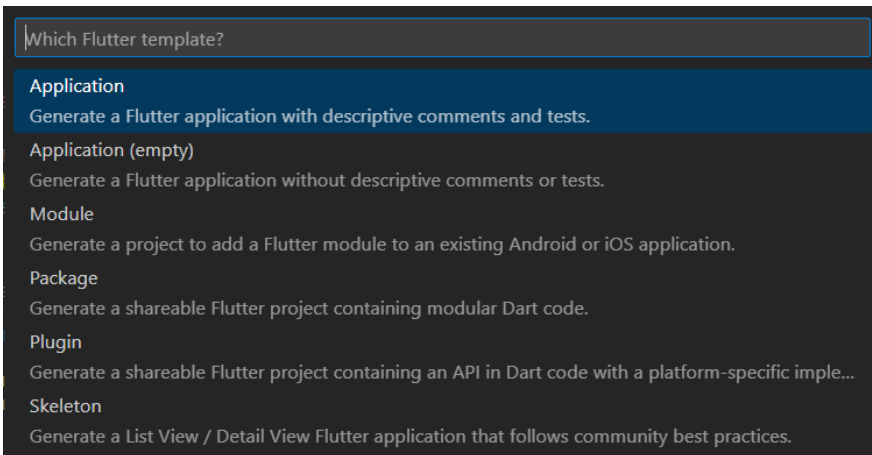 Which Flutter template?
Application
Generate a Flutter application with descriptive comments and tests.
Application (empty)
Generate a Flutter application without descriptive comments or tests.
Module
Generate a project to add a Flutter module to an existing Android or iOS application.
Package
Generate a shareable Flutter project containing modular Dart code.
Plugin
Generate a shareable Flutter project containing an API in Dart code with a platform-specific imple...
Skeleton
Generate a List View / Detail View Flutter application that follows community best practices.